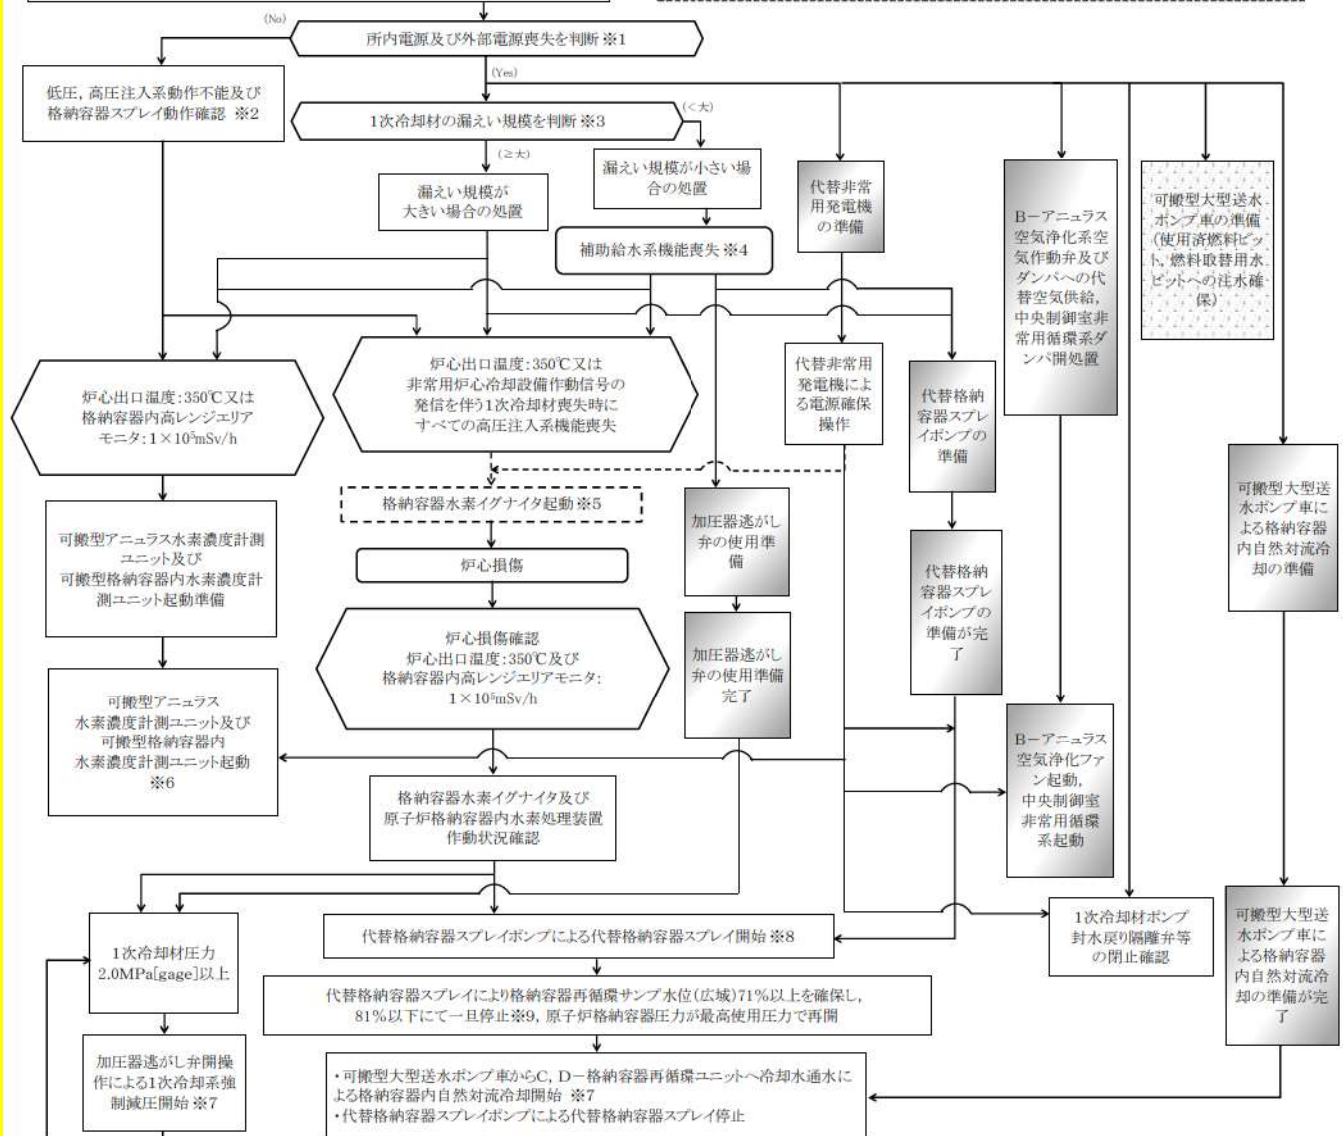 (No)
所内電源及び外部電源喪失を判断 ※1
(Yes)
低圧，高圧注入系動作不能及び
格納容器スプレイ動作確認 ※2
1次冷却材の漏えい規模を判断 ※3
(＜大)
(≧大)
漏えい規模が
大きい場合の処置
漏えい規模が小さい場
合の処置
補助給水系機能喪失 ※4
代替非常
用発電機
の準備
B－アニュラス
空気浄化系空
気作動弁及び
ダンパへの代
替空気供給，
中央制御室非
常用循環系ダ
ンパ開処置
可搬型大型送水
ポンプ車の準備
(使用済燃料ピッ
ト，燃料取替用水
ピットへの注水確
保)
炉心出口温度：350℃又は
格納容器内高レンジエリア
モニタ：1×10⁵mSv/h
炉心出口温度：350℃又は
非常用炉心冷却設備作動信号の
発信を伴う1次冷却材喪失時に
すべての高圧注入系機能喪失
代替非常用
発電機によ
る電源確保
操作
代替格納
容器スプレ
イポンプの
準備
格納容器水素イグナイタ起動 ※5
可搬型アニュラス水素濃度計測
ユニット及び
可搬型格納容器内水素濃度計
測ユニット起動準備
炉心損傷
加圧器逃がし
弁の使用準
備
代替格納
容器スプレ
イポンプの
準備が完
了
可搬型大型送
水ポンプ車に
よる格納容器
内自然対流冷
却の準備
炉心損傷確認
炉心出口温度：350℃及び
格納容器内高レンジエリアモニタ：
1×10⁵mSv/h
加圧器逃がし
弁の使用準備
完了
可搬型アニュラス
水素濃度計測ユニット及び
可搬型格納容器内
水素濃度計測ユニット起動
※6
B－アニュラス
空気浄化ファ
ン起動，
中央制御室
非常用循環
系起動
格納容器水素イグナイタ及び
原子炉格納容器内水素処理装置
作動状況確認
1次冷却材圧力
2.0MPa[gage]以上
代替格納容器スプレイポンプによる代替格納容器スプレイ開始 ※8
1次冷却材ポンプ
封水戻り隔離弁等
の閉止確認
可搬型大型送
水ポンプ車に
よる格納容器
内自然対流冷
却の準備が完
了
代替格納容器スプレイにより格納容器再循環サンプ水位(広域)71％以上を確保し，
81％以下にて一旦停止※9，原子炉格納容器圧力が最高使用圧力で再開
加圧器逃がし弁開操
作による1次冷却系強
制減圧開始 ※7
・可搬型大型送水ポンプ車からC，D－格納容器再循環ユニットへ冷却水通水に
よる格納容器内自然対流冷却開始 ※7
・代替格納容器スプレイポンプによる代替格納容器スプレイ停止